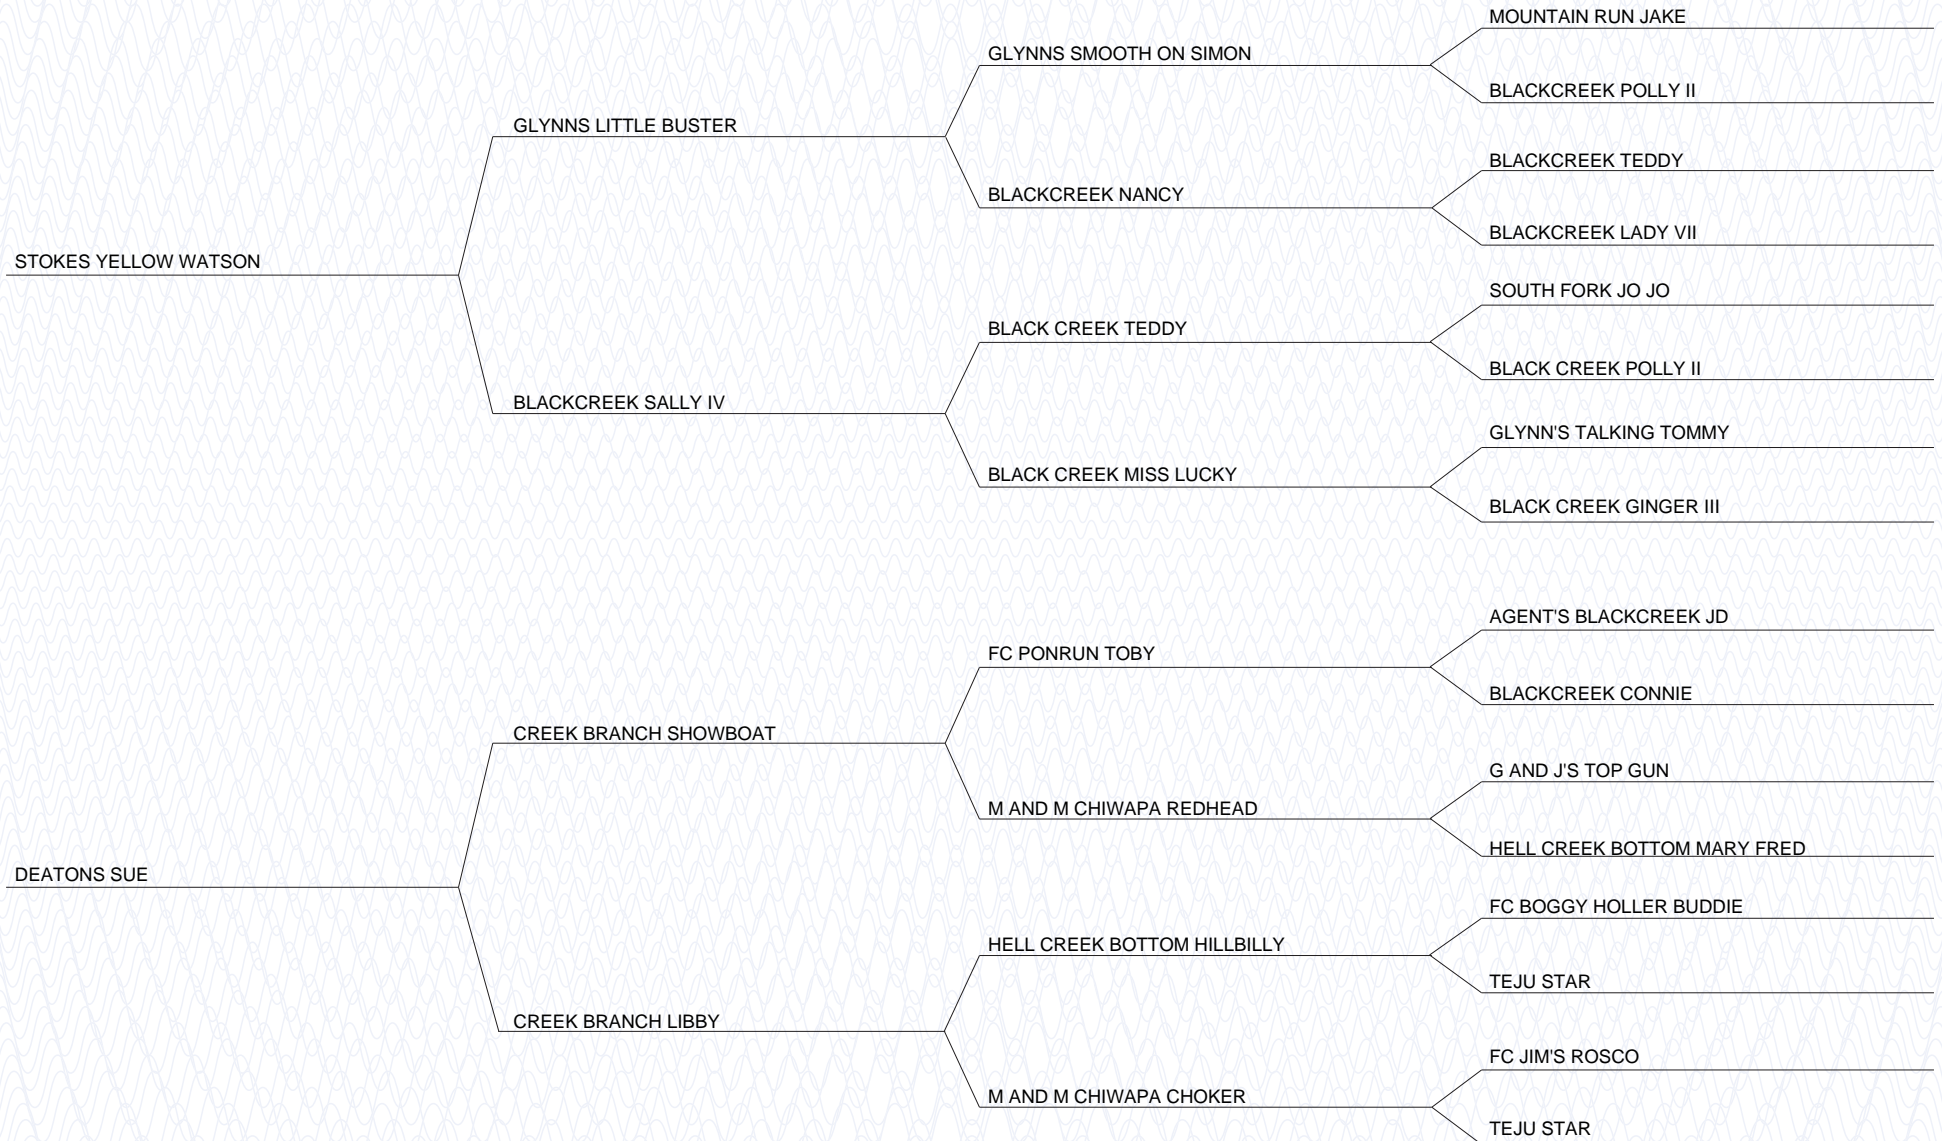 MOUNTAIN RUN JAKE
GLYNNS SMOOTH ON SIMON
BLACKCREEK POLLY II
GLYNNS LITTLE BUSTER
BLACKCREEK TEDDY
BLACKCREEK NANCY
BLACKCREEK LADY VII
STOKES YELLOW WATSON
SOUTH FORK JO JO
BLACK CREEK TEDDY
BLACK CREEK POLLY II
BLACKCREEK SALLY IV
GLYNN'S TALKING TOMMY
BLACK CREEK MISS LUCKY
BLACK CREEK GINGER III
AGENT'S BLACKCREEK JD
FC PONRUN TOBY
BLACKCREEK CONNIE
CREEK BRANCH SHOWBOAT
G AND J'S TOP GUN
M AND M CHIWAPA REDHEAD
HELL CREEK BOTTOM MARY FRED
DEATONS SUE
FC BOGGY HOLLER BUDDIE
HELL CREEK BOTTOM HILLBILLY
TEJU STAR
CREEK BRANCH LIBBY
FC JIM'S ROSCO
M AND M CHIWAPA CHOKER
TEJU STAR